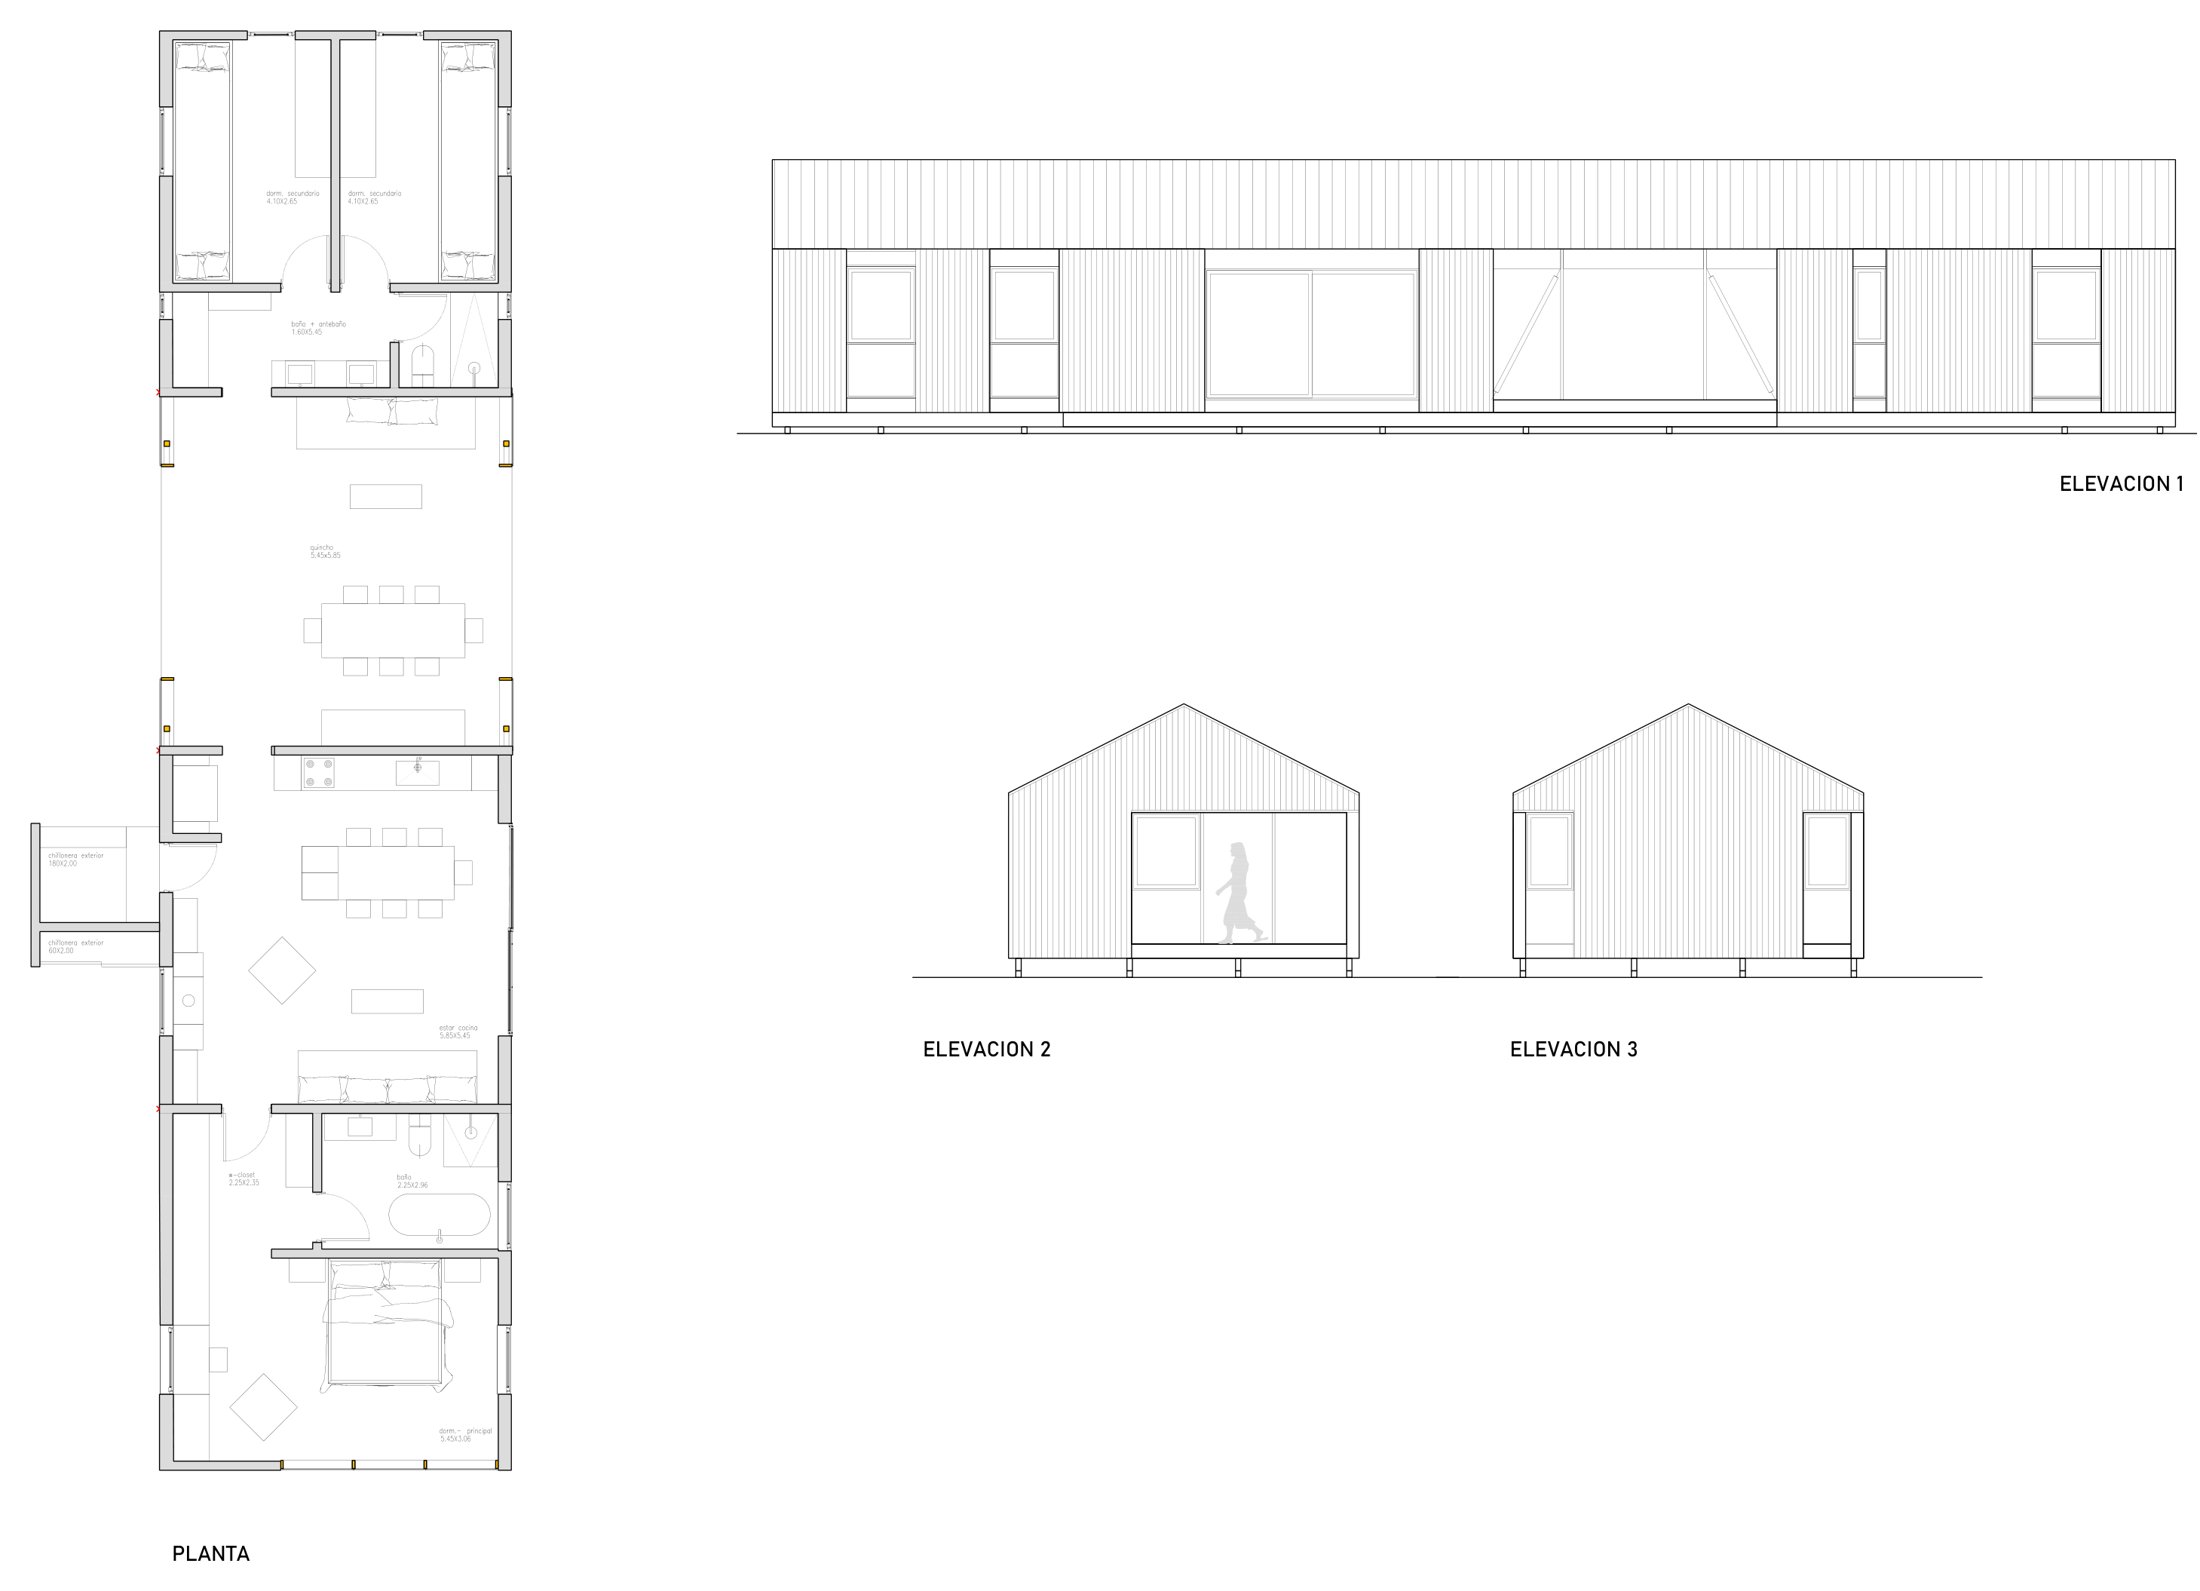 dorm. secundario
4.10X2.65
dorm. secundario
4.10X2.65
baño + antebaño
1.60X5.45
quincho
5.45x5.85
chiflonera exterior
180X2.00
chiflonera exterior
60X2.00
estar cocina
5.85X5.45
w-closet
2.25X2.35
baño
2.25X2.96
dorm.- principal
5.45X3.06
PLANTA
ELEVACION 1
ELEVACION 2
ELEVACION 3